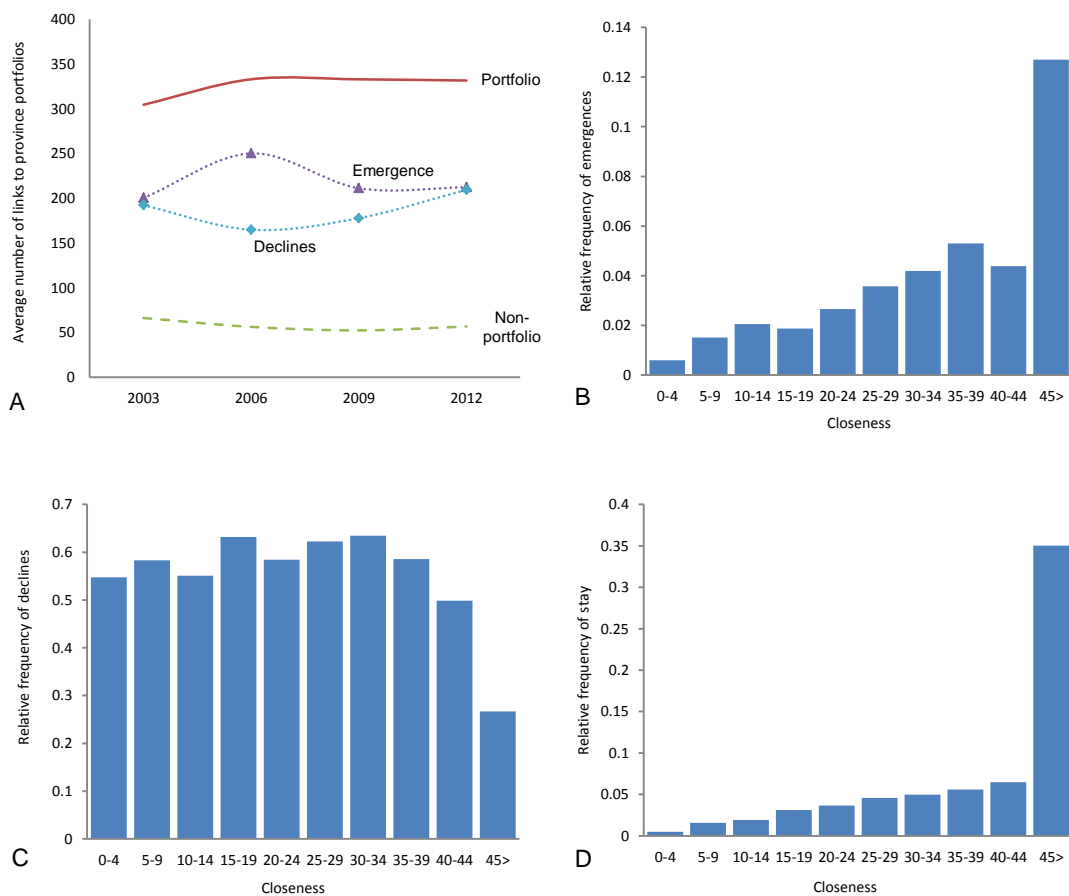 Average number of links to province portfolios
400
350
300
250
200
150
100
50
0
Portfolio
Emergence
Declines
Non-
portfolio
2003 2006 2009 2012
A
Relative frequency of emergences
0.14
0.12
0.1
0.08
0.06
0.04
0.02
0
0-4 5-9 10-14 15-19 20-24 25-29 30-34 35-39 40-44 45>
Closeness
B
Relative frequency of declines
0.7
0.6
0.5
0.4
0.3
0.2
0.1
0
0-4 5-9 10-14 15-19 20-24 25-29 30-34 35-39 40-44 45>
Closeness
C
Relative frequency of stay
0.4
0.35
0.3
0.25
0.2
0.15
0.1
0.05
0
0-4 5-9 10-14 15-19 20-24 25-29 30-34 35-39 40-44 45>
Closeness
D